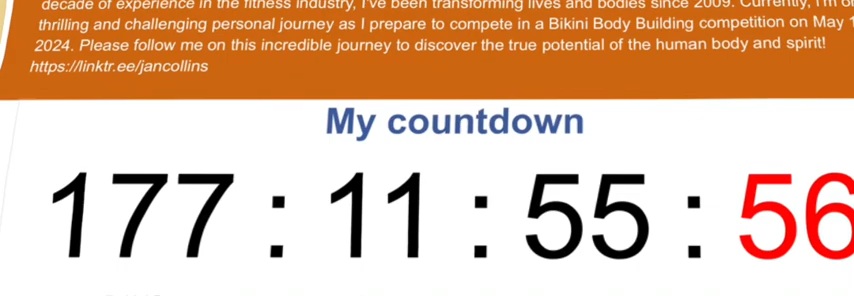 decade of experience in the fitness industry, I've been transforming lives and bodies since 2009. Currently, I'm
thrilling and challenging personal journey as I prepare to compete in a Bikini Body Building competition on May
2024. Please follow me on this incredible journey to discover the true potential of the human body and spirit!
https://linktr.ee/jancollins
My countdown
177 : 11 : 55 : 56